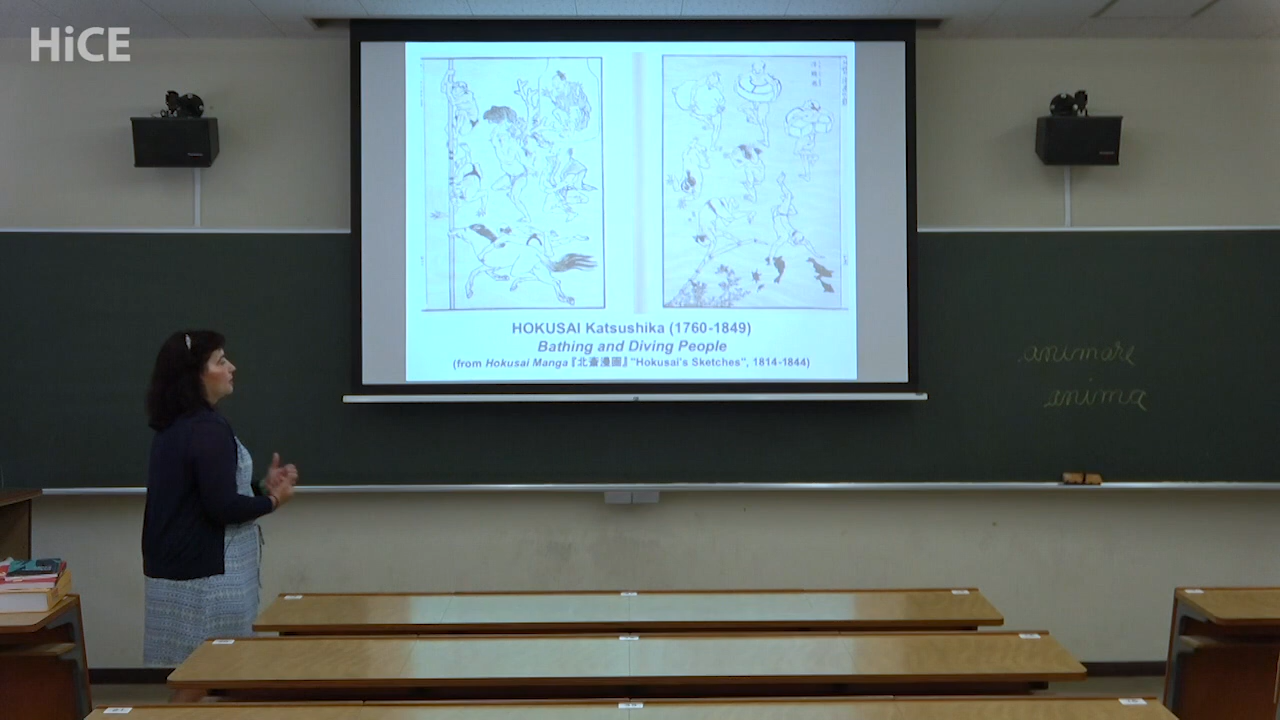 HiCE
HOKUSAI Katsushika (1760-1849)
Bathing and Diving People
(from Hokusai Manga『北斎漫画』"Hokusai's Sketches", 1814-1844)
animare
anima